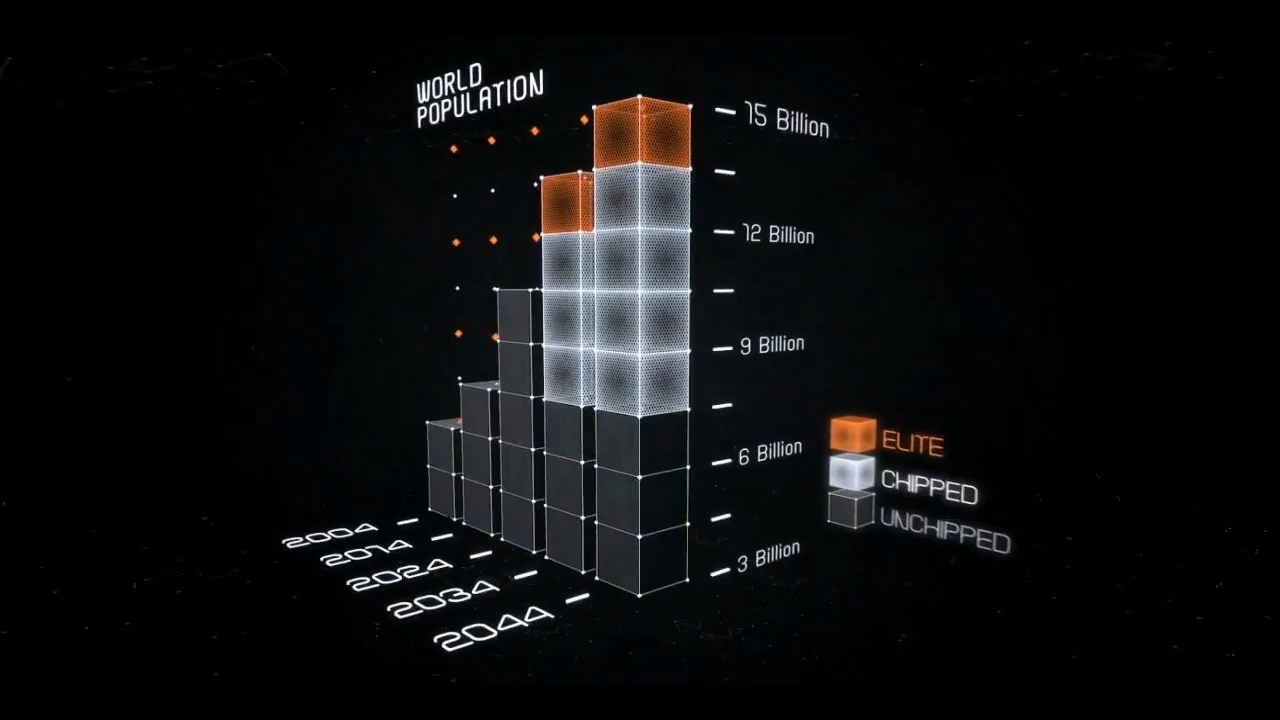 WORLD
POPULATION
15 Billion
12 Billion
9 Billion
6 Billion
3 Billion
ELITE
CHIPPED
UNCHIPPED
2004
2014
2024
2034
2044